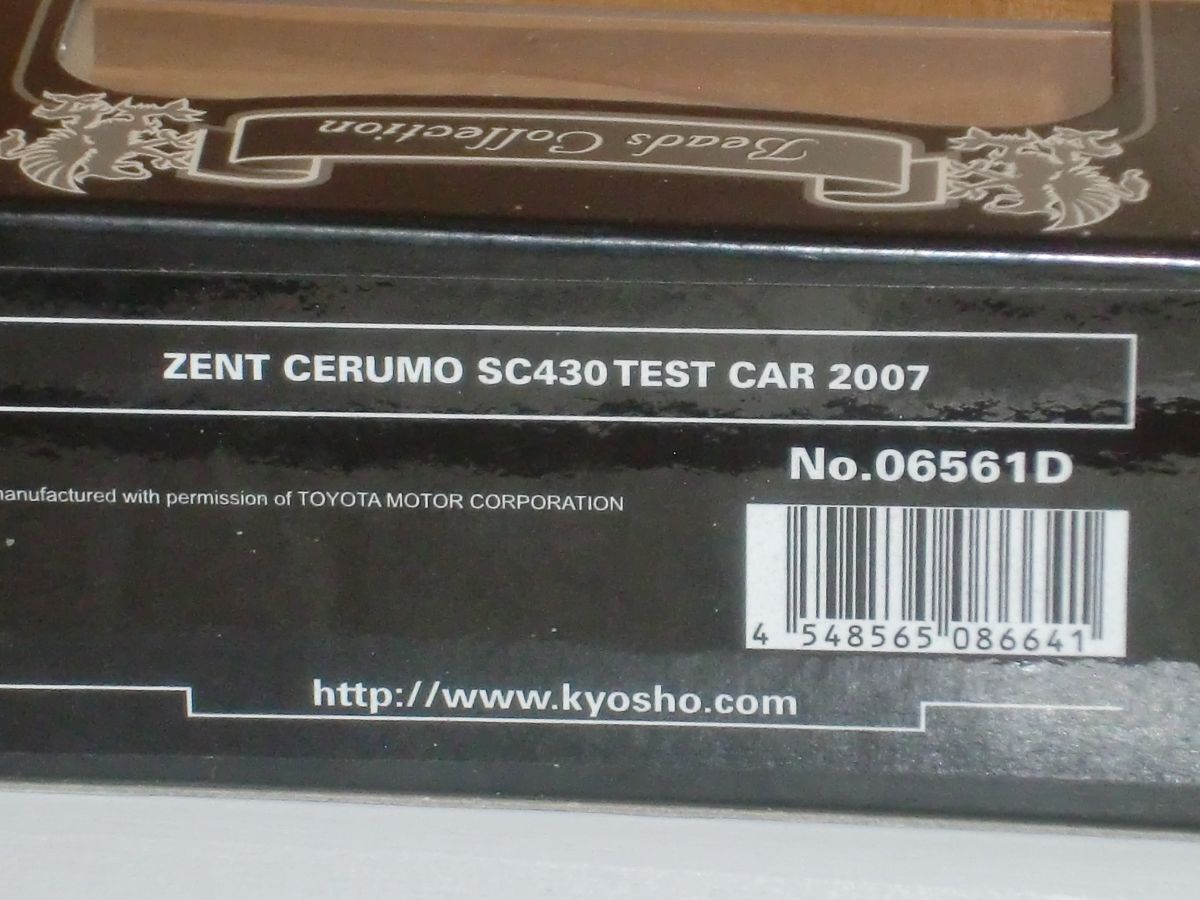 Beads Collection
ZENT CERUMO SC430 TEST CAR 2007
No.06561D
manufactured with permission of TOYOTA MOTOR CORPORATION
4 548565 086641
http://www.kyosho.com